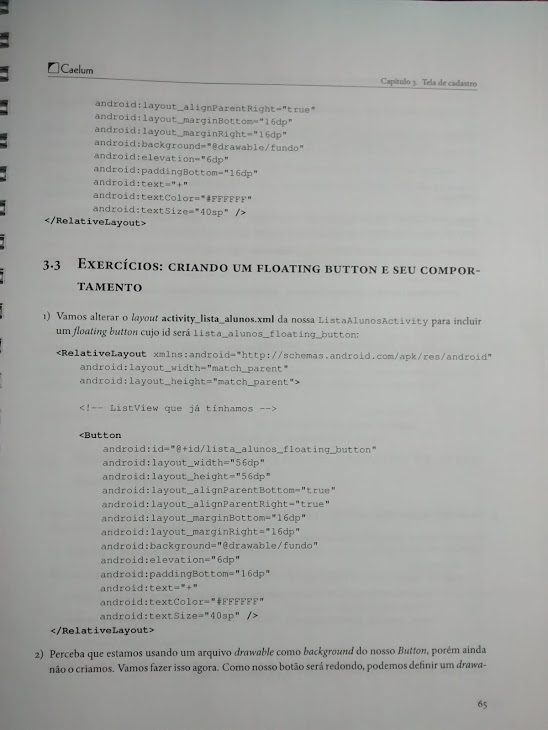 Caelum
Capítulo 3. Tela de cadastro
android:layout_alignParentRight="true"
android:layout_marginBottom="16dp"
android:layout_marginRight="16dp"
android:background="@drawable/fundo"
android:elevation="6dp"
android:paddingBottom="16dp"
android:text="+"
android:textColor="#FFFFFF"
android:textSize="40sp" />
</RelativeLayout>
3.3 Exercícios: criando um floating button e seu compor-
tamento
1) Vamos alterar o layout activity_lista_alunos.xml da nossa ListaAlunosActivity para incluir
um floating button cujo id será lista_alunos_floating_button:
<RelativeLayout xmlns:android="http://schemas.android.com/apk/res/android"
android:layout_width="match_parent"
android:layout_height="match_parent">
<!-- ListView que já tínhamos -->
<Button
android:id="@+id/lista_alunos_floating_button"
android:layout_width="56dp"
android:layout_height="56dp"
android:layout_alignParentBottom="true"
android:layout_alignParentRight="true"
android:layout_marginBottom="16dp"
android:layout_marginRight="16dp"
android:background="@drawable/fundo"
android:elevation="6dp"
android:paddingBottom="16dp"
android:text="+"
android:textColor="#FFFFFF"
android:textSize="40sp" />
</RelativeLayout>
2) Perceba que estamos usando um arquivo drawable como background do nosso Button, porém ainda
não o criamos. Vamos fazer isso agora. Como nosso botão será redondo, podemos definir um drawa-
65